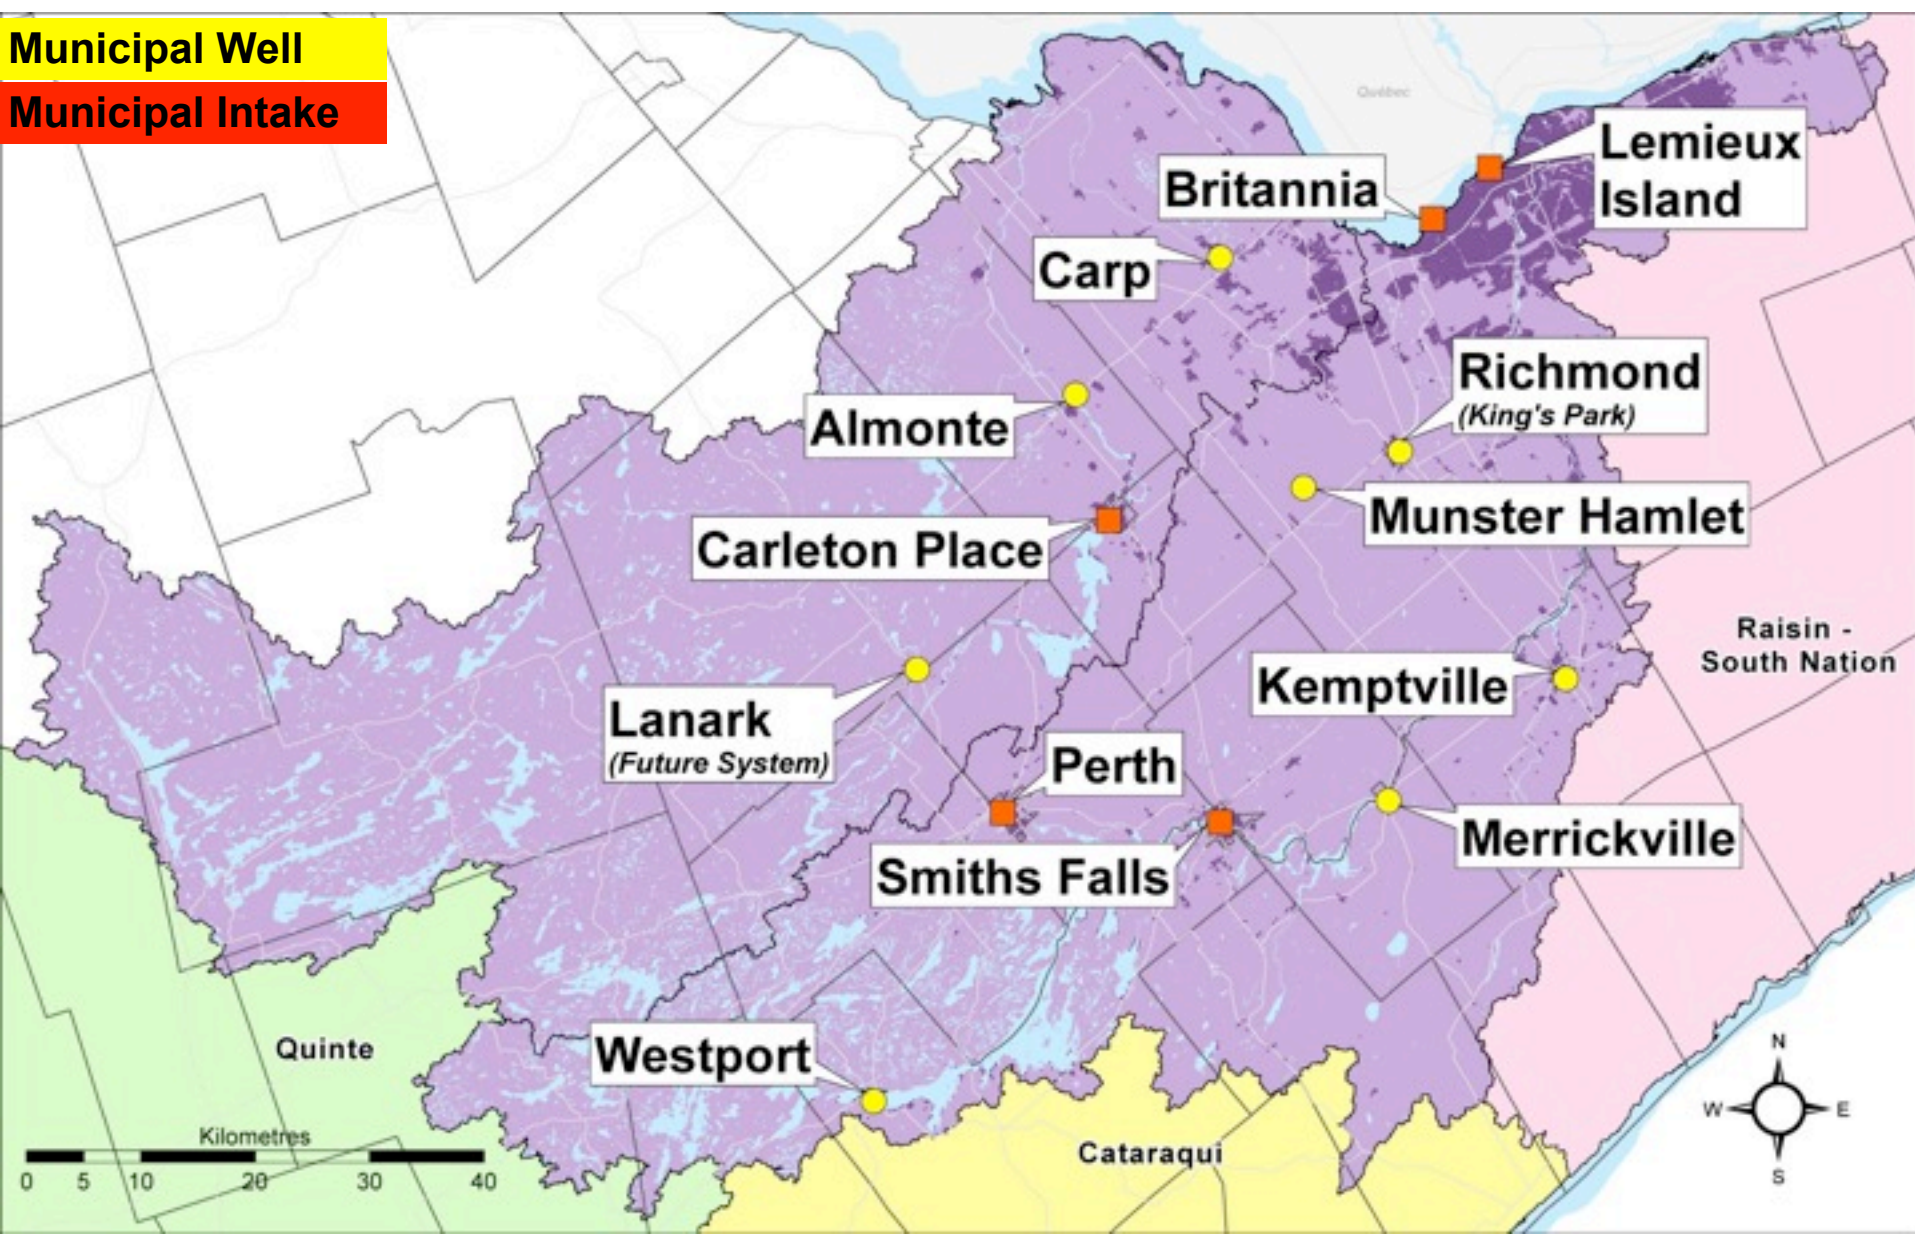 Municipal Well
Municipal Intake
Québec
Lemieux
Island
Britannia
Carp
Richmond
(King's Park)
Almonte
Munster Hamlet
Carleton Place
Raisin -
South Nation
Kemptville
Lanark
(Future System)
Perth
Merrickville
Smiths Falls
Quinte
Westport
N
W
E
S
Kilometres
0 5 10 20 30 40
Cataraqui